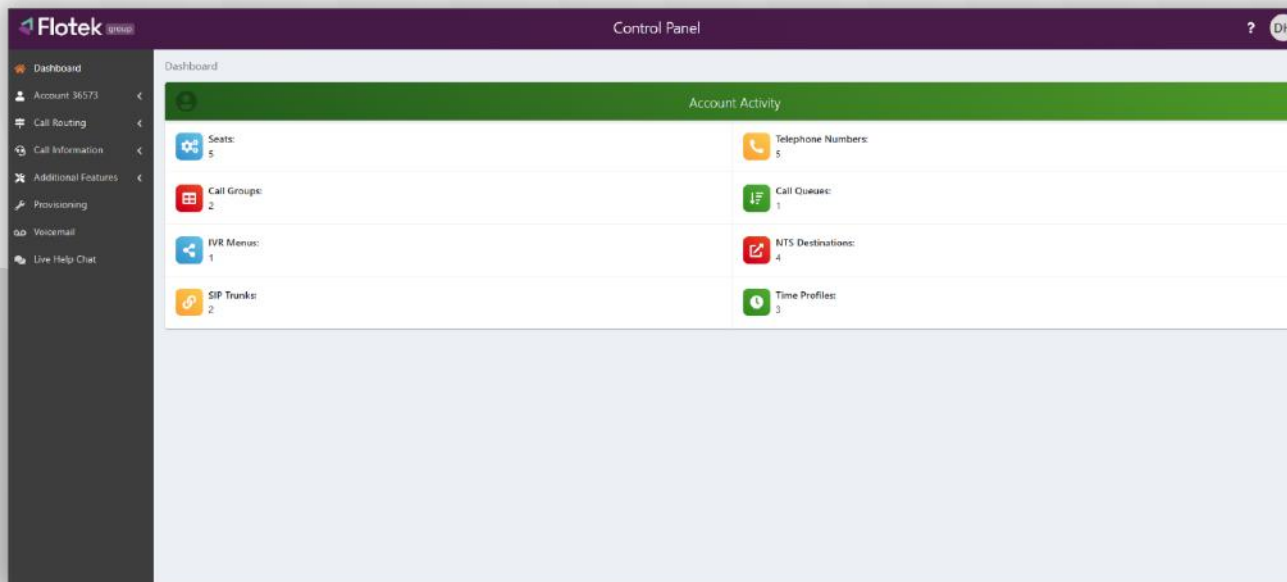 Flotek group
Control Panel
? DH
Dashboard
Account 36573
Call Routing
Call Information
Additional Features
Provisioning
Voicemail
Live Help Chat
Dashboard
Account Activity
Seats:
5
Telephone Numbers:
5
Call Groups:
2
Call Queues:
1
IVR Menus:
1
NTS Destinations:
4
SIP Trunks:
2
Time Profiles:
3